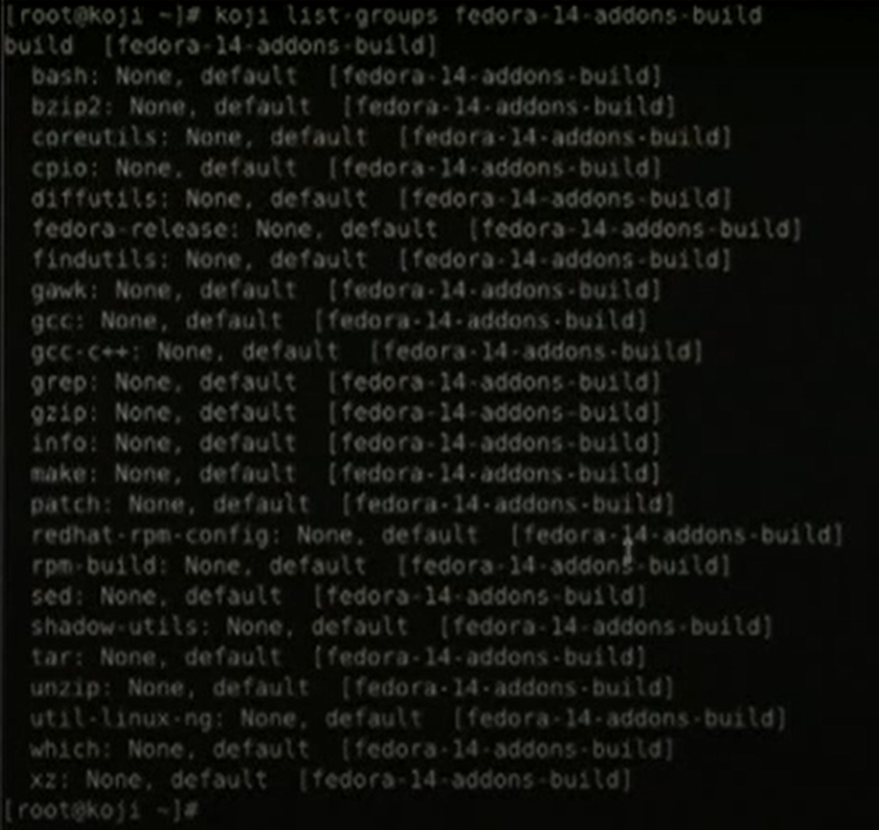 [root@koji ~]# koji list-groups fedora-14-addons-build
build  [fedora-14-addons-build]
  bash: None, default  [fedora-14-addons-build]
  bzip2: None, default  [fedora-14-addons-build]
  coreutils: None, default  [fedora-14-addons-build]
  cpio: None, default  [fedora-14-addons-build]
  diffutils: None, default  [fedora-14-addons-build]
  fedora-release: None, default  [fedora-14-addons-build]
  findutils: None, default  [fedora-14-addons-build]
  gawk: None, default  [fedora-14-addons-build]
  gcc: None, default  [fedora-14-addons-build]
  gcc-c++: None, default  [fedora-14-addons-build]
  grep: None, default  [fedora-14-addons-build]
  gzip: None, default  [fedora-14-addons-build]
  info: None, default  [fedora-14-addons-build]
  make: None, default  [fedora-14-addons-build]
  patch: None, default  [fedora-14-addons-build]
  redhat-rpm-config: None, default  [fedora-14-addons-build]
  rpm-build: None, default  [fedora-14-addons-build]
  sed: None, default  [fedora-14-addons-build]
  shadow-utils: None, default  [fedora-14-addons-build]
  tar: None, default  [fedora-14-addons-build]
  unzip: None, default  [fedora-14-addons-build]
  util-linux-ng: None, default  [fedora-14-addons-build]
  which: None, default  [fedora-14-addons-build]
  xz: None, default  [fedora-14-addons-build]
[root@koji ~]#